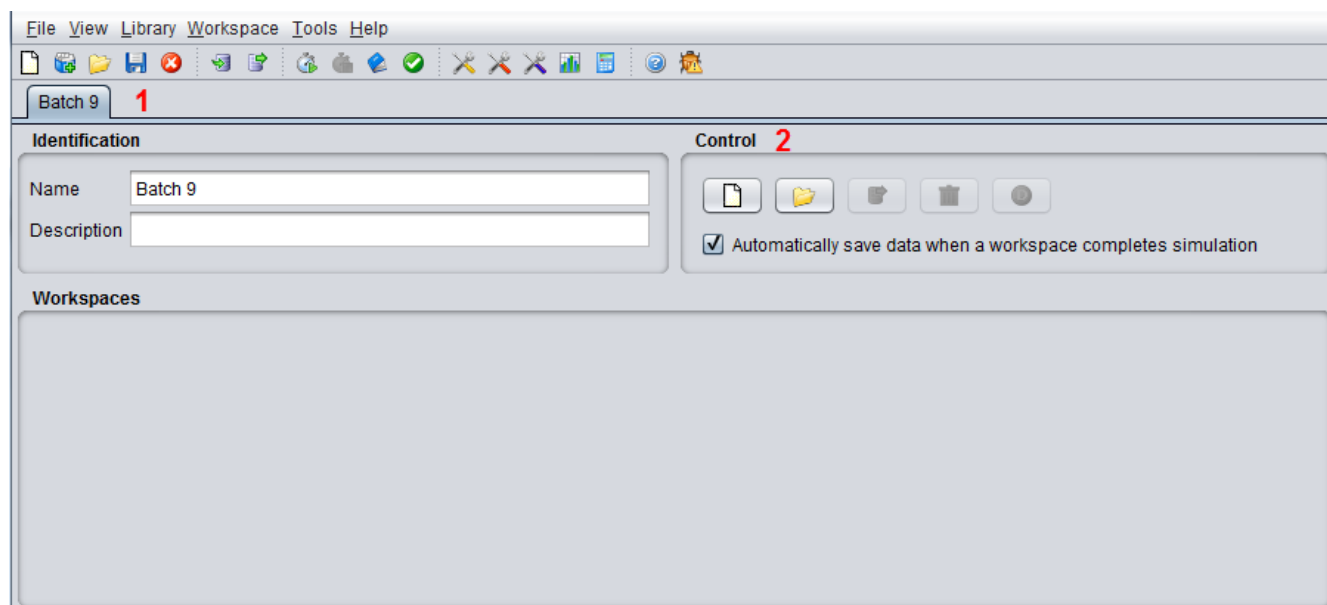 File View Library Workspace Tools Help
Batch 9 1
Identification
Control 2
Name Batch 9
Description
Automatically save data when a workspace completes simulation
Workspaces